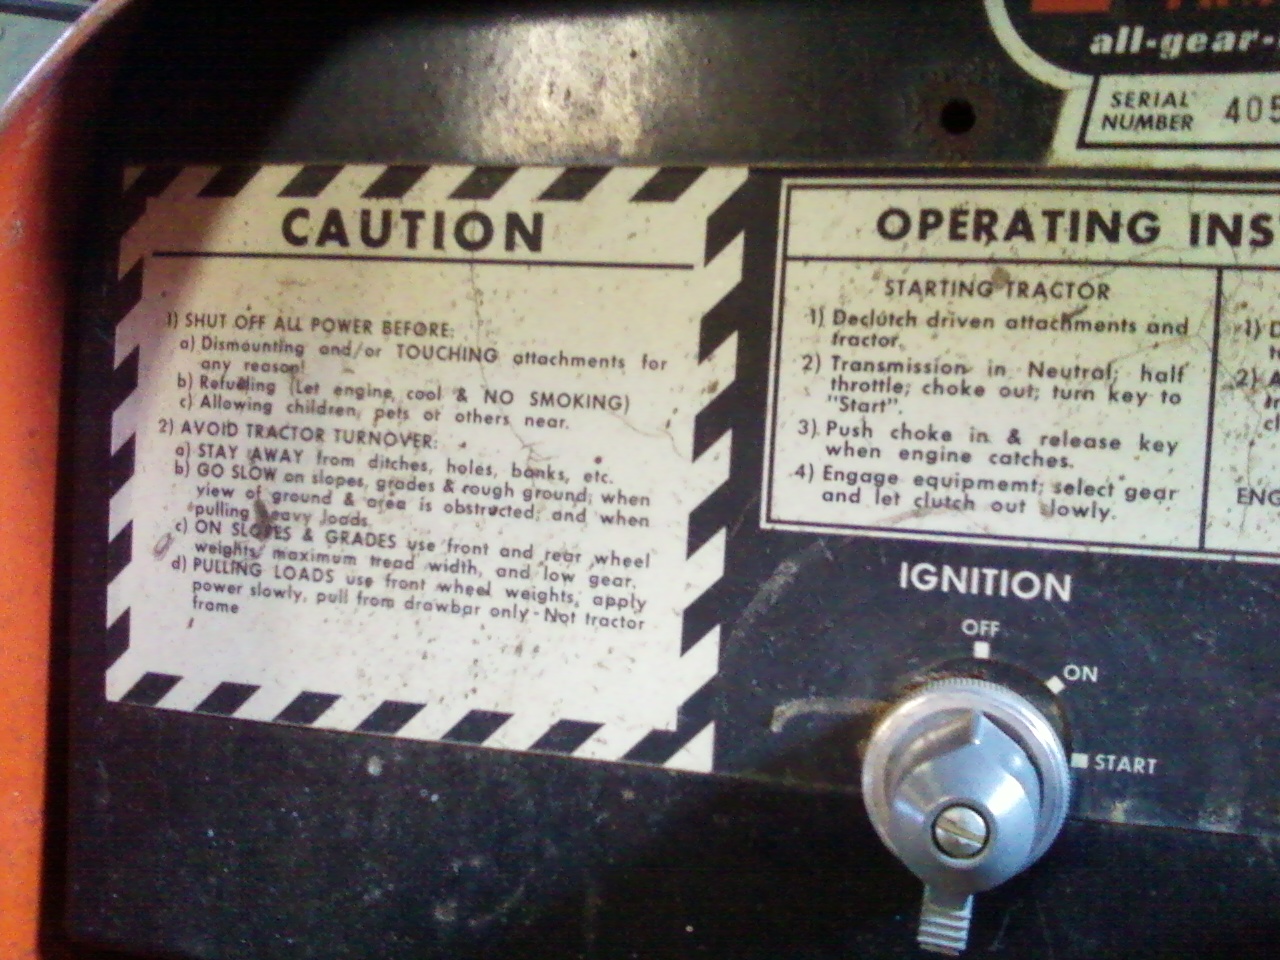 all-gear-
SERIAL
NUMBER 405
CAUTION
1) SHUT OFF ALL POWER BEFORE:
a) Dismounting and/or TOUCHING attachments for
any reason!
b) Refueling (Let engine cool & NO SMOKING)
c) Allowing children, pets or others near.
2) AVOID TRACTOR TURNOVER:
a) STAY AWAY from ditches, holes, banks, etc.
b) GO SLOW on slopes, grades & rough ground; when
view of ground & area is obstructed; and when
pulling heavy loads.
c) ON SLOPES & GRADES use front and rear wheel
weights, maximum tread width, and low gear.
d) PULLING LOADS use front wheel weights, apply
power slowly, pull from drawbar only - Not tractor
frame
OPERATING INS
STARTING TRACTOR
1) Declutch driven attachments and
tractor.
2) Transmission in Neutral; half
throttle; choke out; turn key to
"Start".
3) Push choke in & release key
when engine catches.
4) Engage equipmemt; select gear
and let clutch out slowly.
1) D
2) A
ENG
IGNITION
OFF
ON
START